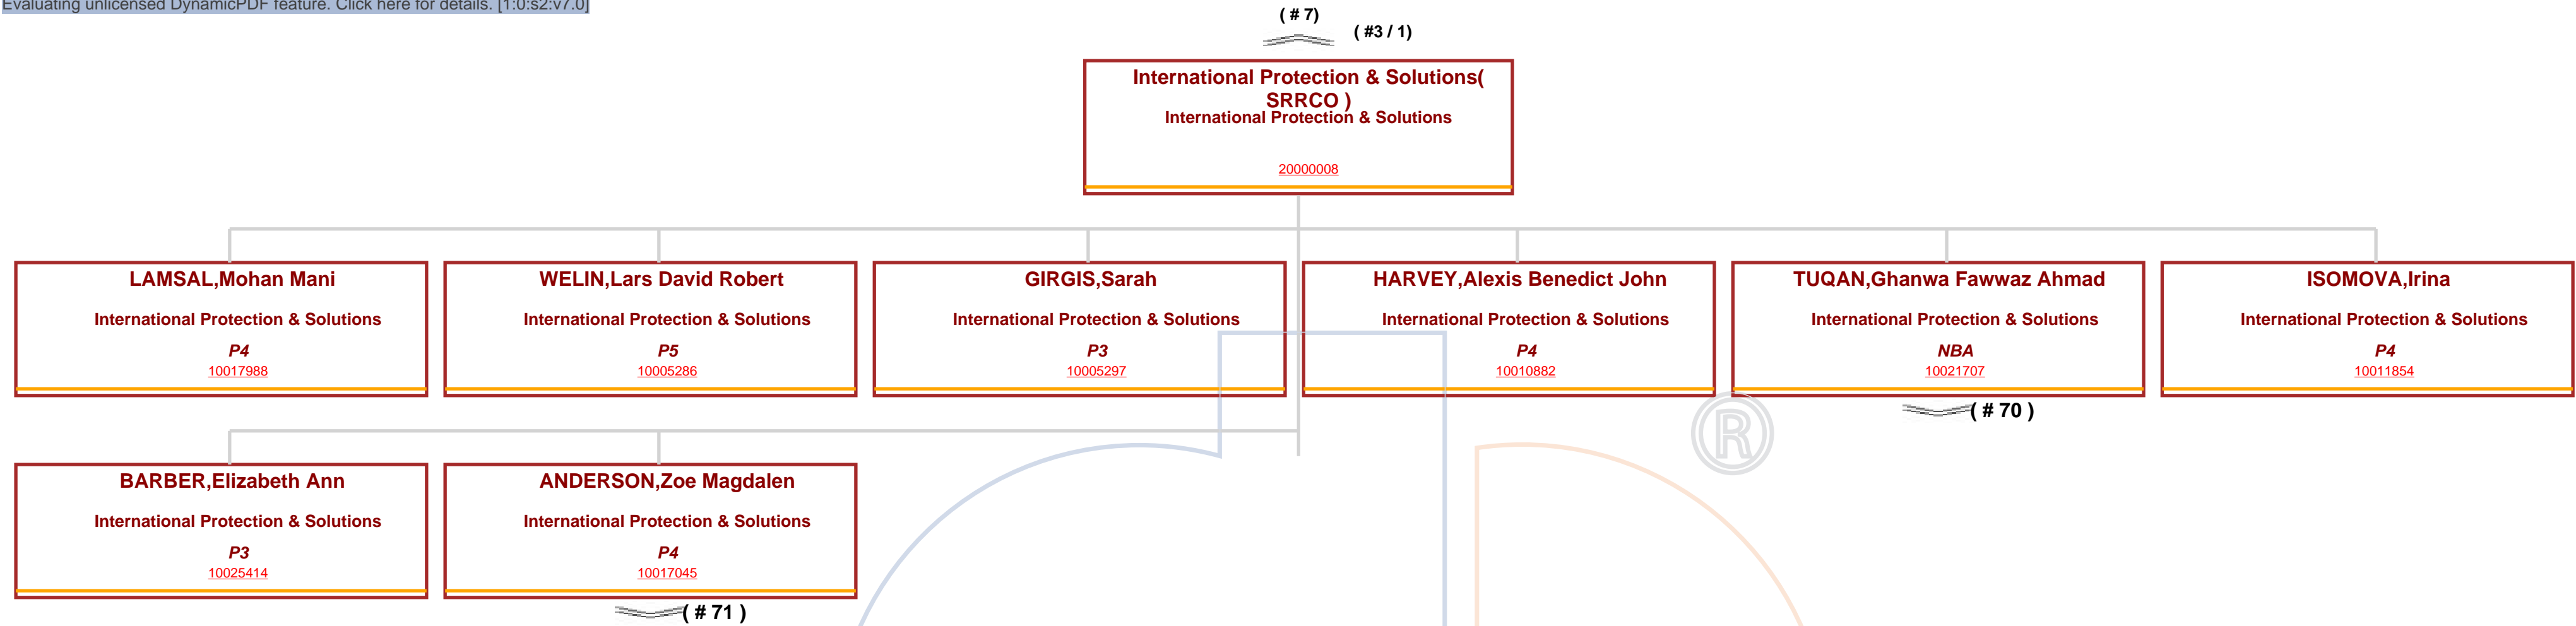 Evaluating unlicensed DynamicPDF feature. Click here for details. [1:0:s2:v7.0]
( # 7)
( #3 / 1)
International Protection & Solutions(
SRRCO )
International Protection & Solutions
20000008
LAMSAL,Mohan Mani
International Protection & Solutions
P4
10017988
WELIN,Lars David Robert
International Protection & Solutions
P5
10005286
GIRGIS,Sarah
International Protection & Solutions
P3
10005297
HARVEY,Alexis Benedict John
International Protection & Solutions
P4
10010882
TUQAN,Ghanwa Fawwaz Ahmad
International Protection & Solutions
NBA
10021707
( # 70 )
ISOMOVA,Irina
International Protection & Solutions
P4
10011854
BARBER,Elizabeth Ann
International Protection & Solutions
P3
10025414
ANDERSON,Zoe Magdalen
International Protection & Solutions
P4
10017045
( # 71 )
®